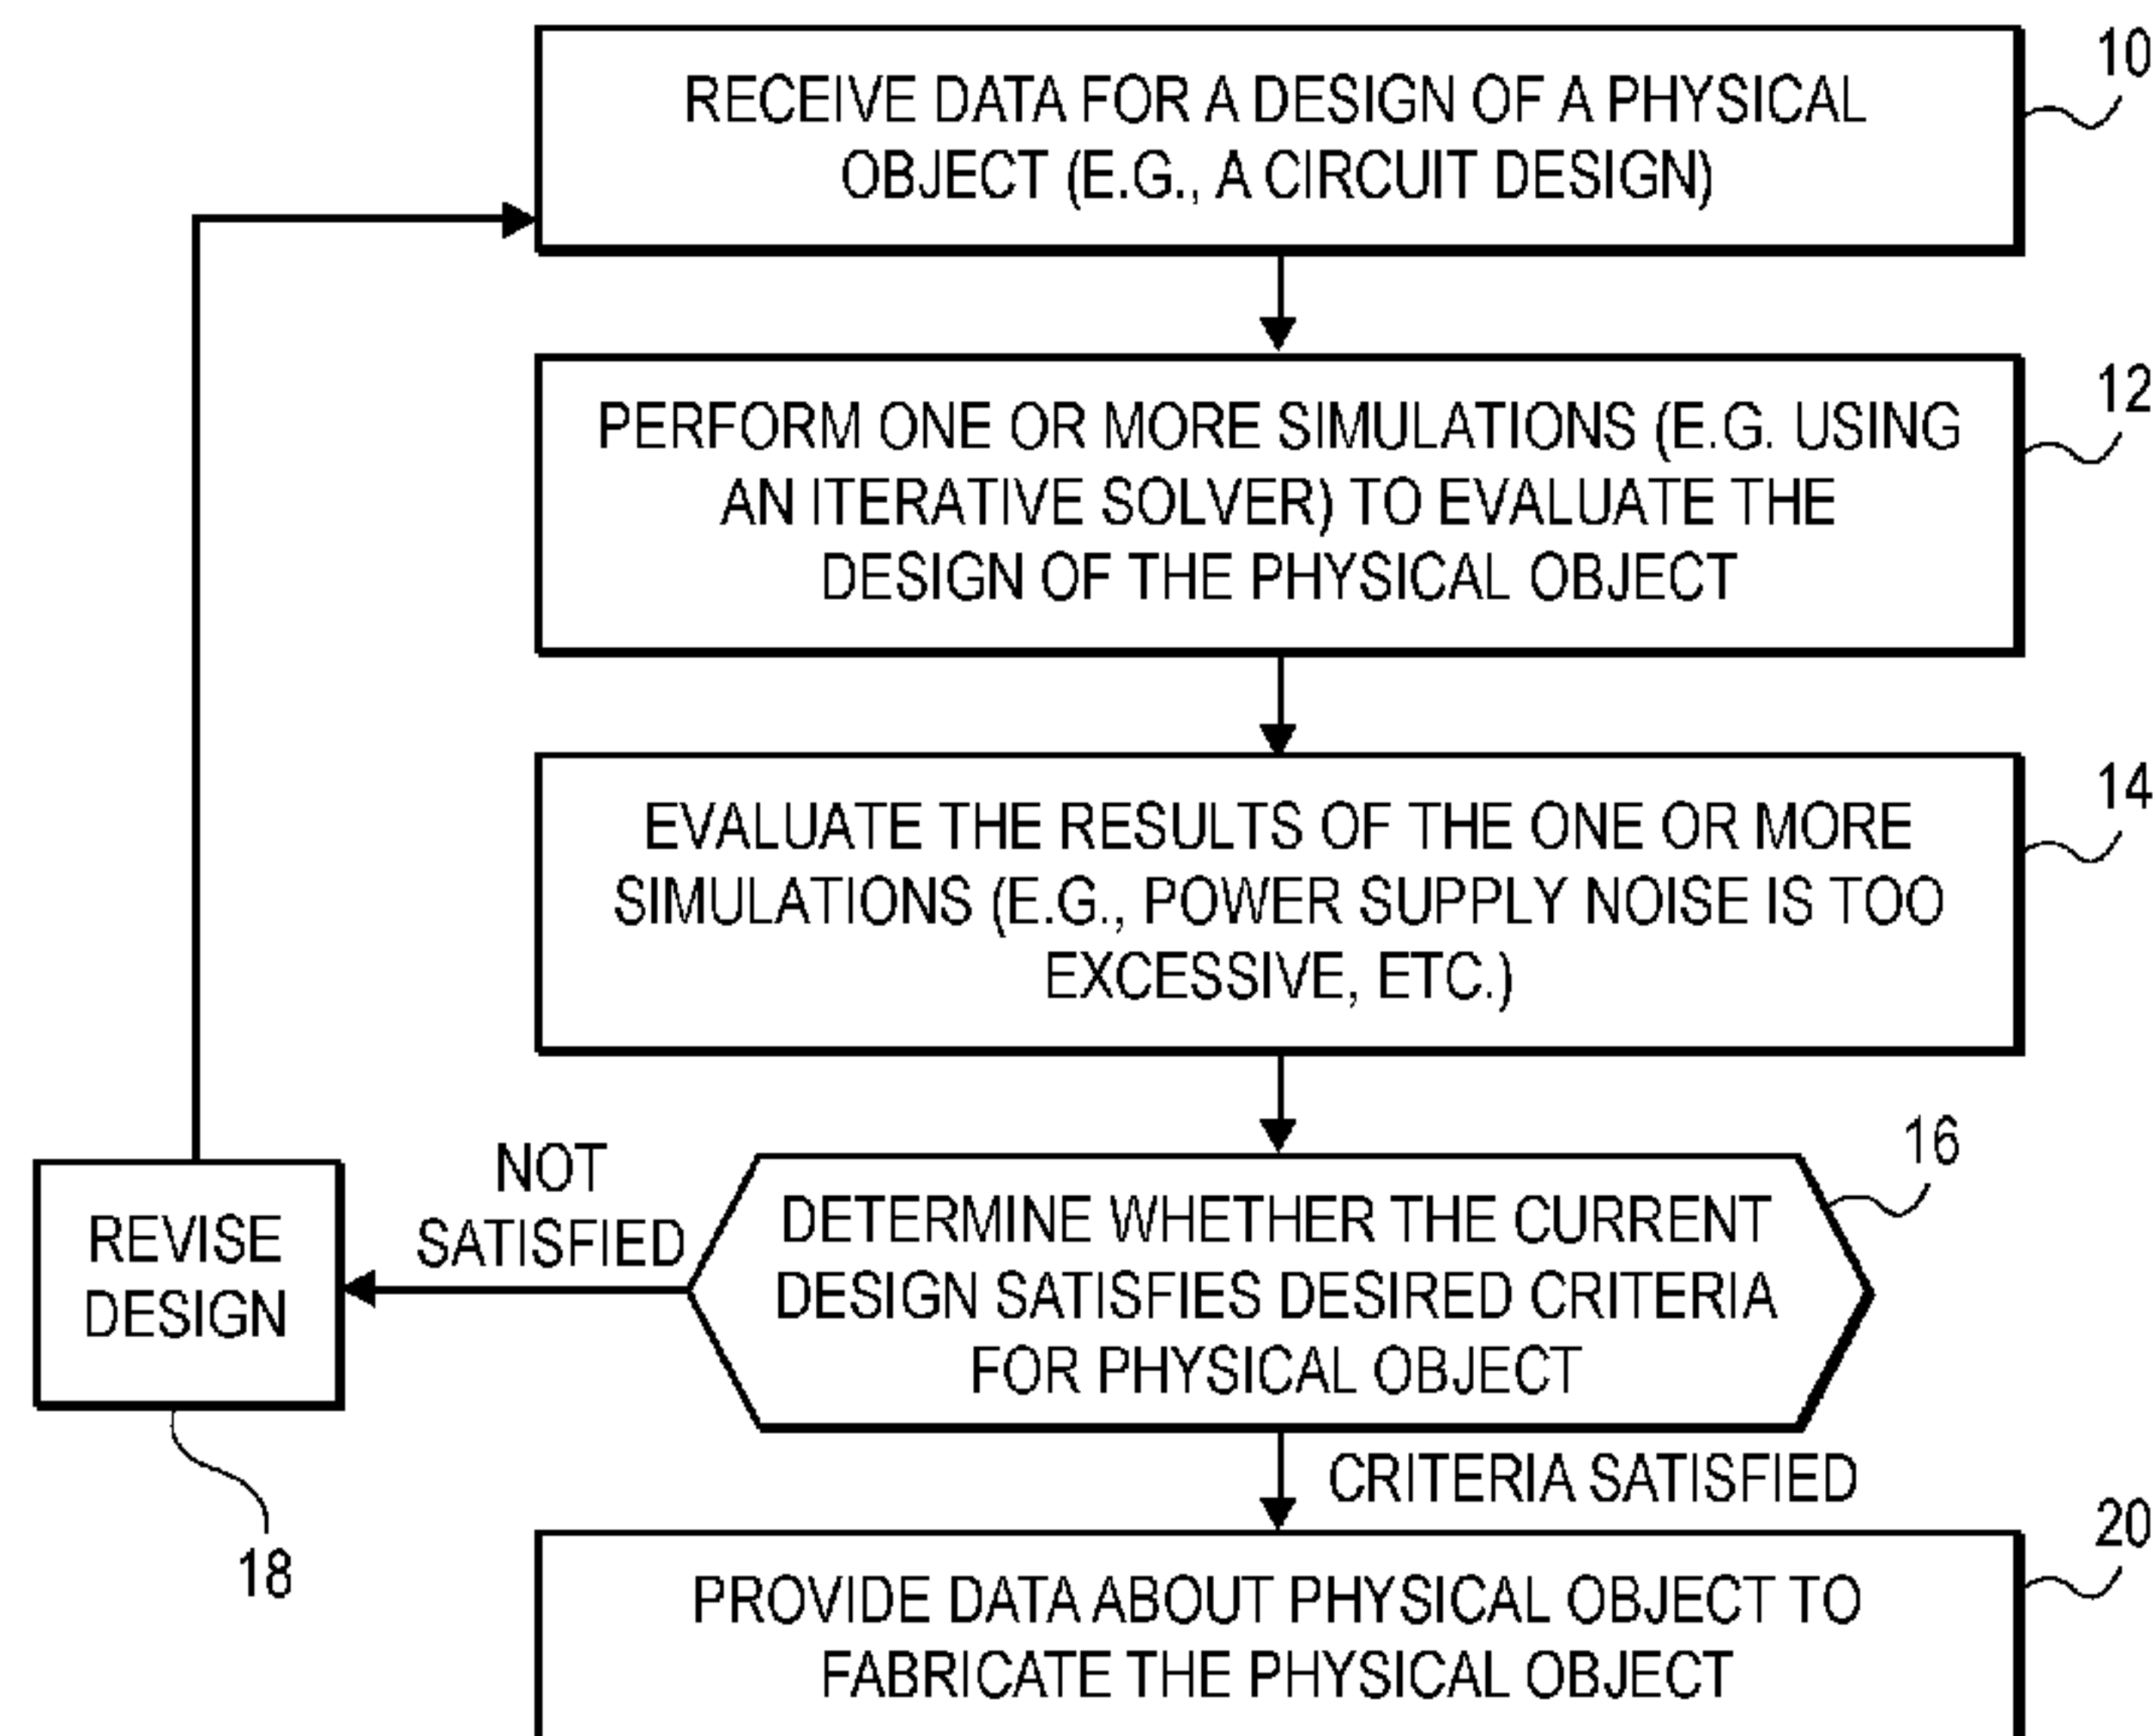 10
RECEIVE DATA FOR A DESIGN OF A PHYSICAL
OBJECT (E.G., A CIRCUIT DESIGN)
12
PERFORM ONE OR MORE SIMULATIONS (E.G. USING
AN ITERATIVE SOLVER) TO EVALUATE THE
DESIGN OF THE PHYSICAL OBJECT
14
EVALUATE THE RESULTS OF THE ONE OR MORE
SIMULATIONS (E.G., POWER SUPPLY NOISE IS TOO
EXCESSIVE, ETC.)
16
DETERMINE WHETHER THE CURRENT
DESIGN SATISFIES DESIRED CRITERIA
FOR PHYSICAL OBJECT
NOT
SATISFIED
REVISE
DESIGN
18
CRITERIA SATISFIED
20
PROVIDE DATA ABOUT PHYSICAL OBJECT TO
FABRICATE THE PHYSICAL OBJECT